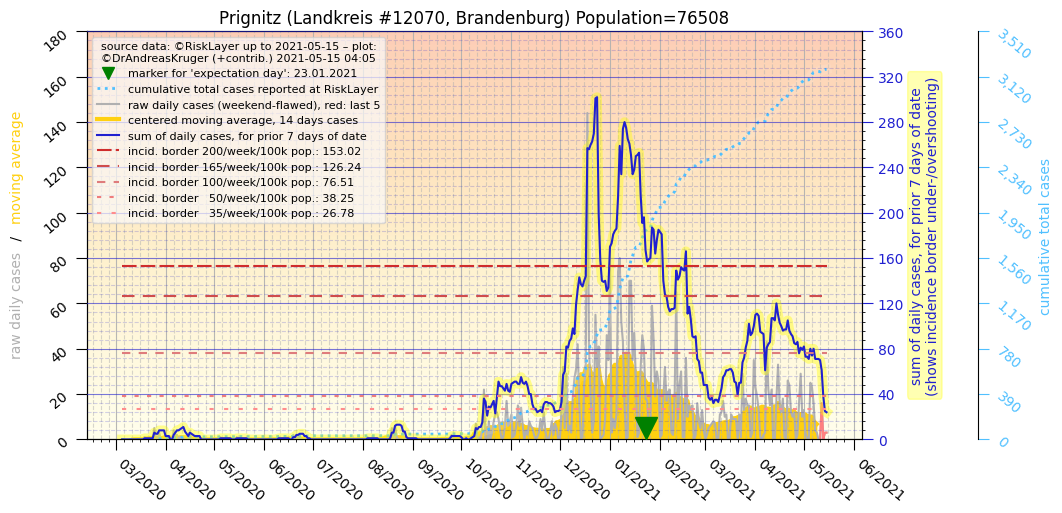 Prignitz (Landkreis #12070, Brandenburg) Population=76508
source data: ©RiskLayer up to 2021-05-15 – plot:
©DrAndreasKruger (+contrib.) 2021-05-15 04:05
marker for 'expectation day': 23.01.2021
cumulative total cases reported at RiskLayer
raw daily cases (weekend-flawed), red: last 5
centered moving average, 14 days cases
sum of daily cases, for prior 7 days of date
incid. border 200/week/100k pop.: 153.02
incid. border 165/week/100k pop.: 126.24
incid. border 100/week/100k pop.: 76.51
incid. border   50/week/100k pop.: 38.25
incid. border   35/week/100k pop.: 26.78
raw daily cases / moving average
180
160
140
120
100
80
60
40
20
0
03/2020
04/2020
05/2020
06/2020
07/2020
08/2020
09/2020
10/2020
11/2020
12/2020
01/2021
02/2021
03/2021
04/2021
05/2021
06/2021
360
320
280
240
200
160
120
80
40
0
sum of daily cases, for prior 7 days of date
(shows incidence border under-/overshooting)
3,510
3,120
2,730
2,340
1,950
1,560
1,170
780
390
0
cumulative total cases